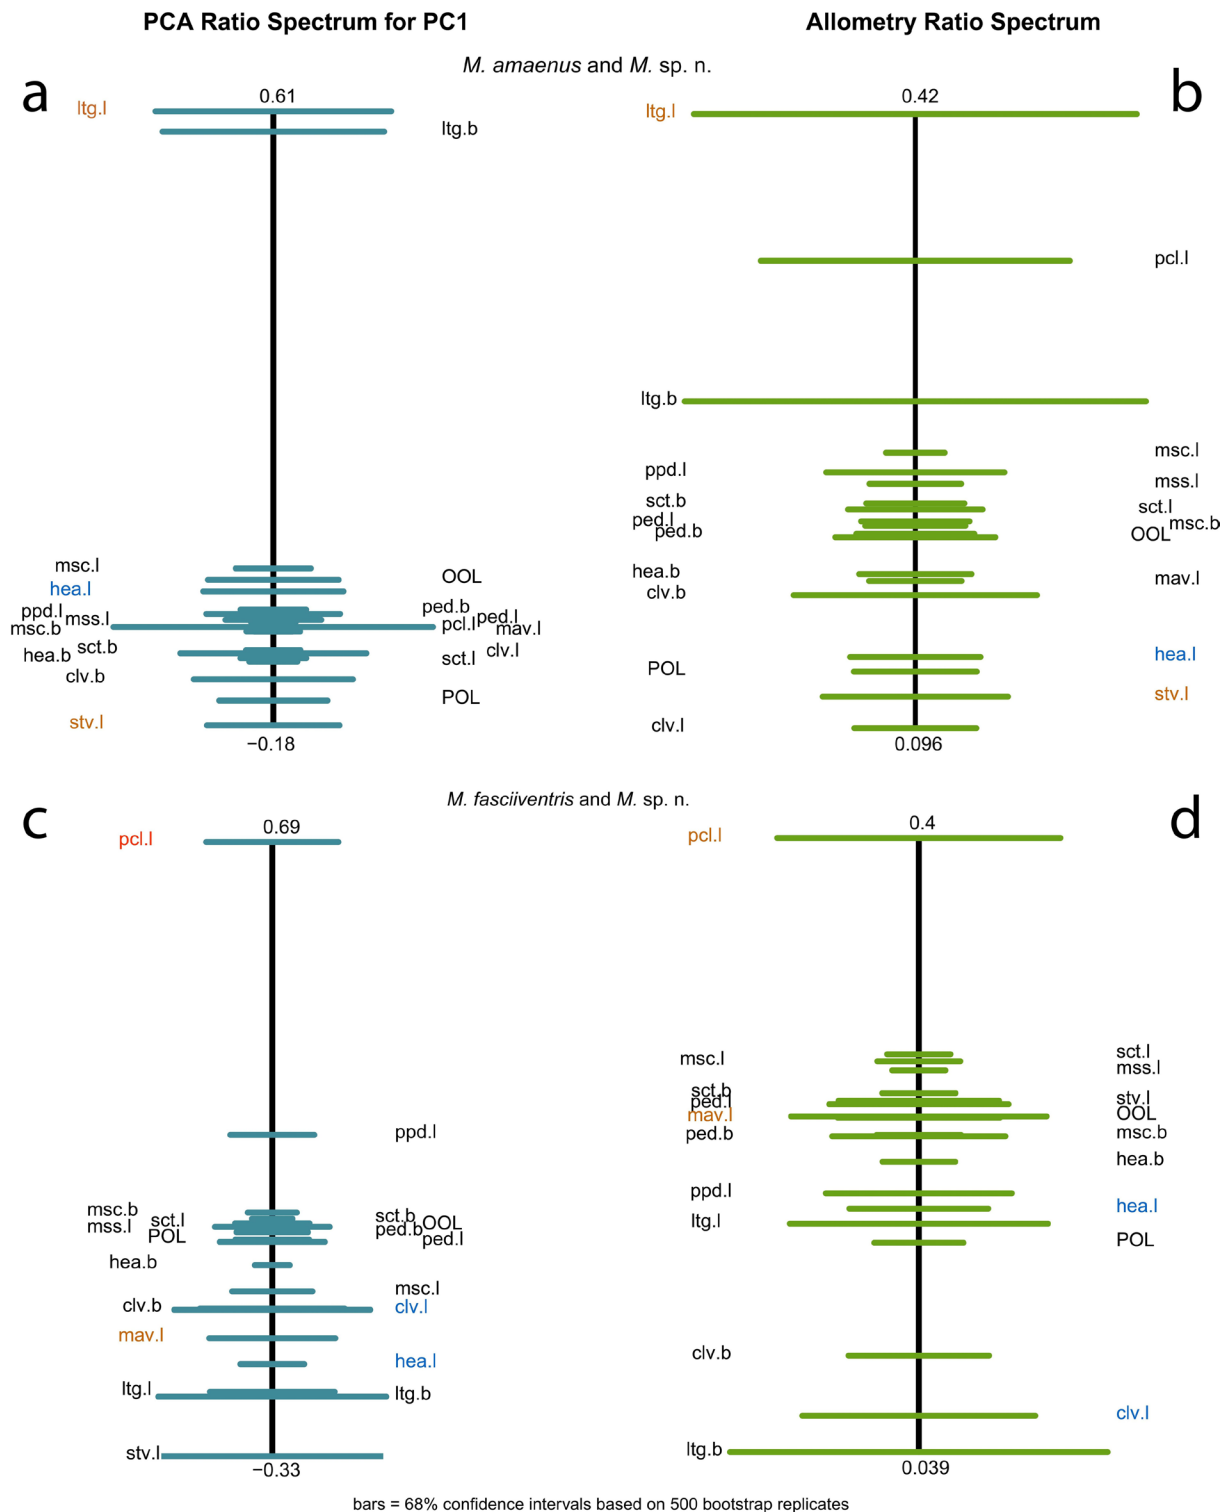 PCA Ratio Spectrum for PC1
Allometry Ratio Spectrum
M. amaenus and M. sp. n.
a
0.61
ltg.l
ltg.b
msc.l
OOL
hea.l
ppd.l
mss.l
msc.b
ped.b
pcl.l
ped.l
mav.l
hea.b
sct.b
sct.l
clv.l
clv.b
POL
stv.l
−0.18
b
0.42
ltg.l
pcl.l
ltg.b
msc.l
ppd.l
mss.l
sct.b
sct.l
ped.l
msc.b
ped.b
OOL
hea.b
mav.l
clv.b
hea.l
POL
stv.l
clv.l
0.096
M. fasciiventris and M. sp. n.
c
0.69
pcl.l
ppd.l
msc.b
sct.b
mss.l
sct.l
OOL
POL
ped.b
ped.l
hea.b
msc.l
clv.b
clv.l
mav.l
hea.l
ltg.l
ltg.b
stv.l
−0.33
d
0.4
pcl.l
sct.l
msc.l
mss.l
sct.b
ped.l
stv.l
mav.l
OOL
ped.b
msc.b
hea.b
ppd.l
hea.l
ltg.l
POL
clv.b
clv.l
ltg.b
0.039
bars = 68% confidence intervals based on 500 bootstrap replicates